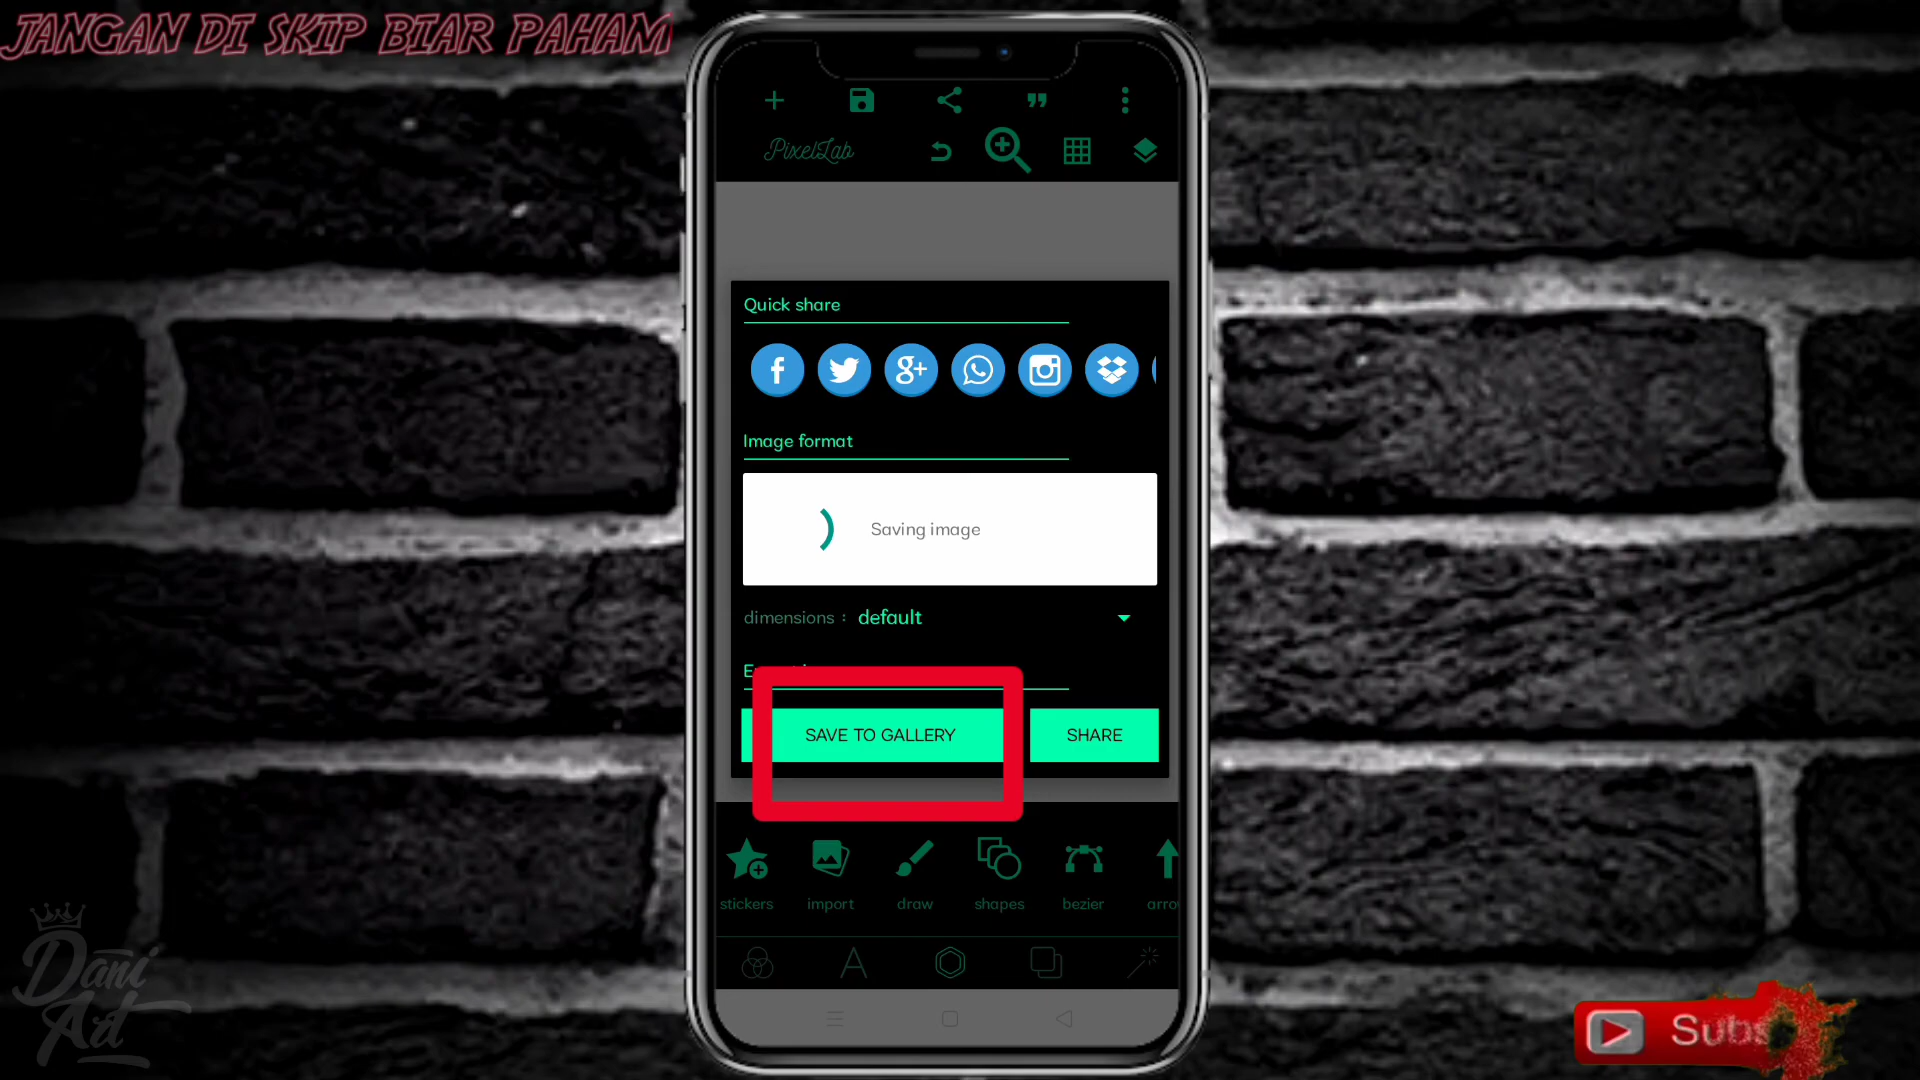 JANGAN DI SKIP BIAR PAHAM
PixelLab
Quick share
Image format
Saving image
dimensions : default
SAVE TO GALLERY
SHARE
stickers
import
draw
shapes
bezier
arro
Dani
Art
Subs